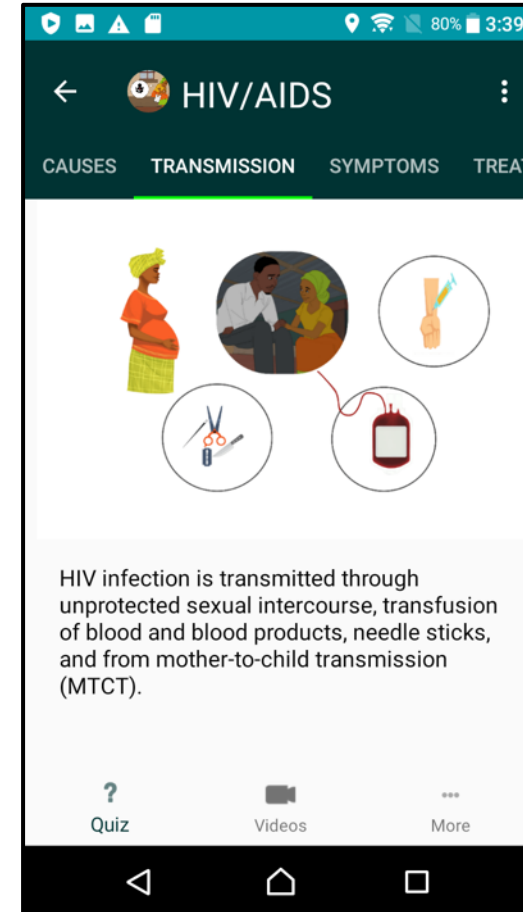 80% 3:39
HIV/AIDS
CAUSES TRANSMISSION SYMPTOMS TREA
HIV infection is transmitted through
unprotected sexual intercourse, transfusion
of blood and blood products, needle sticks,
and from mother-to-child transmission
(MTCT).
? 
Quiz Videos More